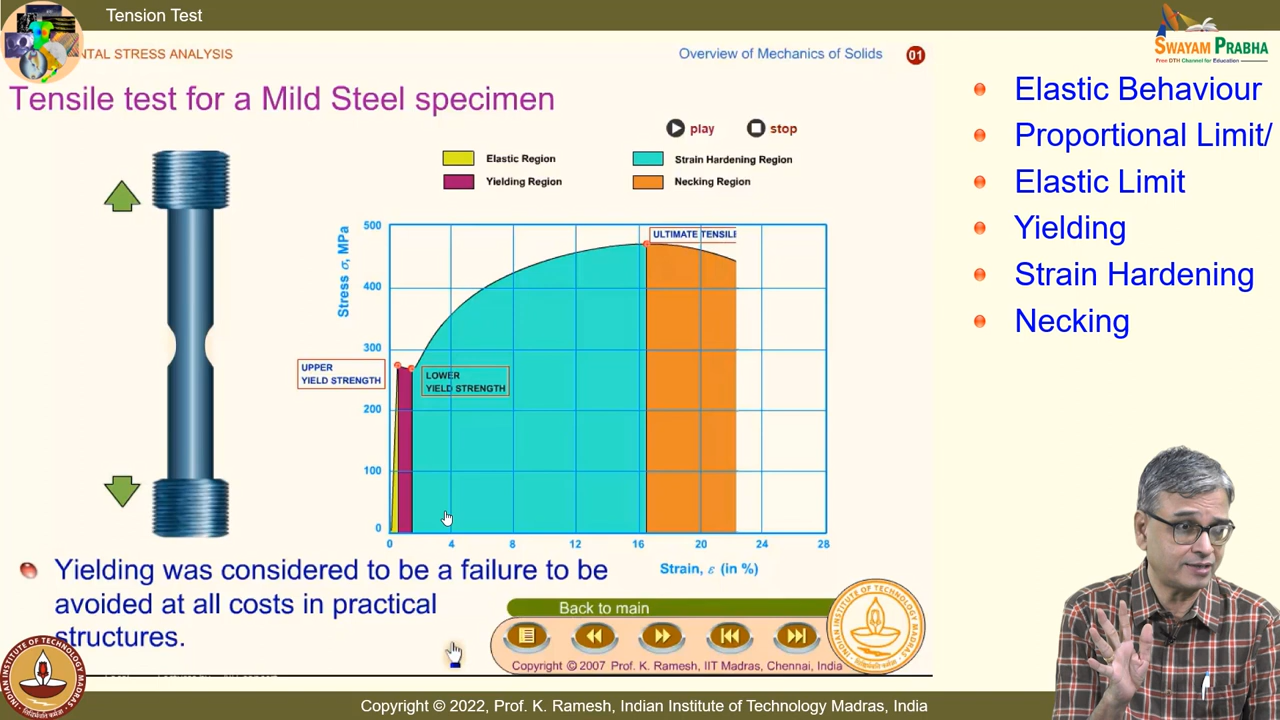 Tension Test
NTAL STRESS ANALYSIS
Overview of Mechanics of Solids
01
SWAYAM PRABHA
Free DTH Channel for Education
Tensile test for a Mild Steel specimen
play
stop
Elastic Region
Strain Hardening Region
Yielding Region
Necking Region
Stress σ, MPa
500
400
300
200
100
0
ULTIMATE TENSILE
UPPER
YIELD STRENGTH
LOWER
YIELD STRENGTH
0 4 8 12 16 20 24 28
Strain, ε (in %)
Yielding was considered to be a failure to be
avoided at all costs in practical
structures.
Back to main
Copyright © 2007 Prof. K. Ramesh, IIT Madras, Chennai, India
Elastic Behaviour
Proportional Limit/
Elastic Limit
Yielding
Strain Hardening
Necking
Copyright © 2022, Prof. K. Ramesh, Indian Institute of Technology Madras, India